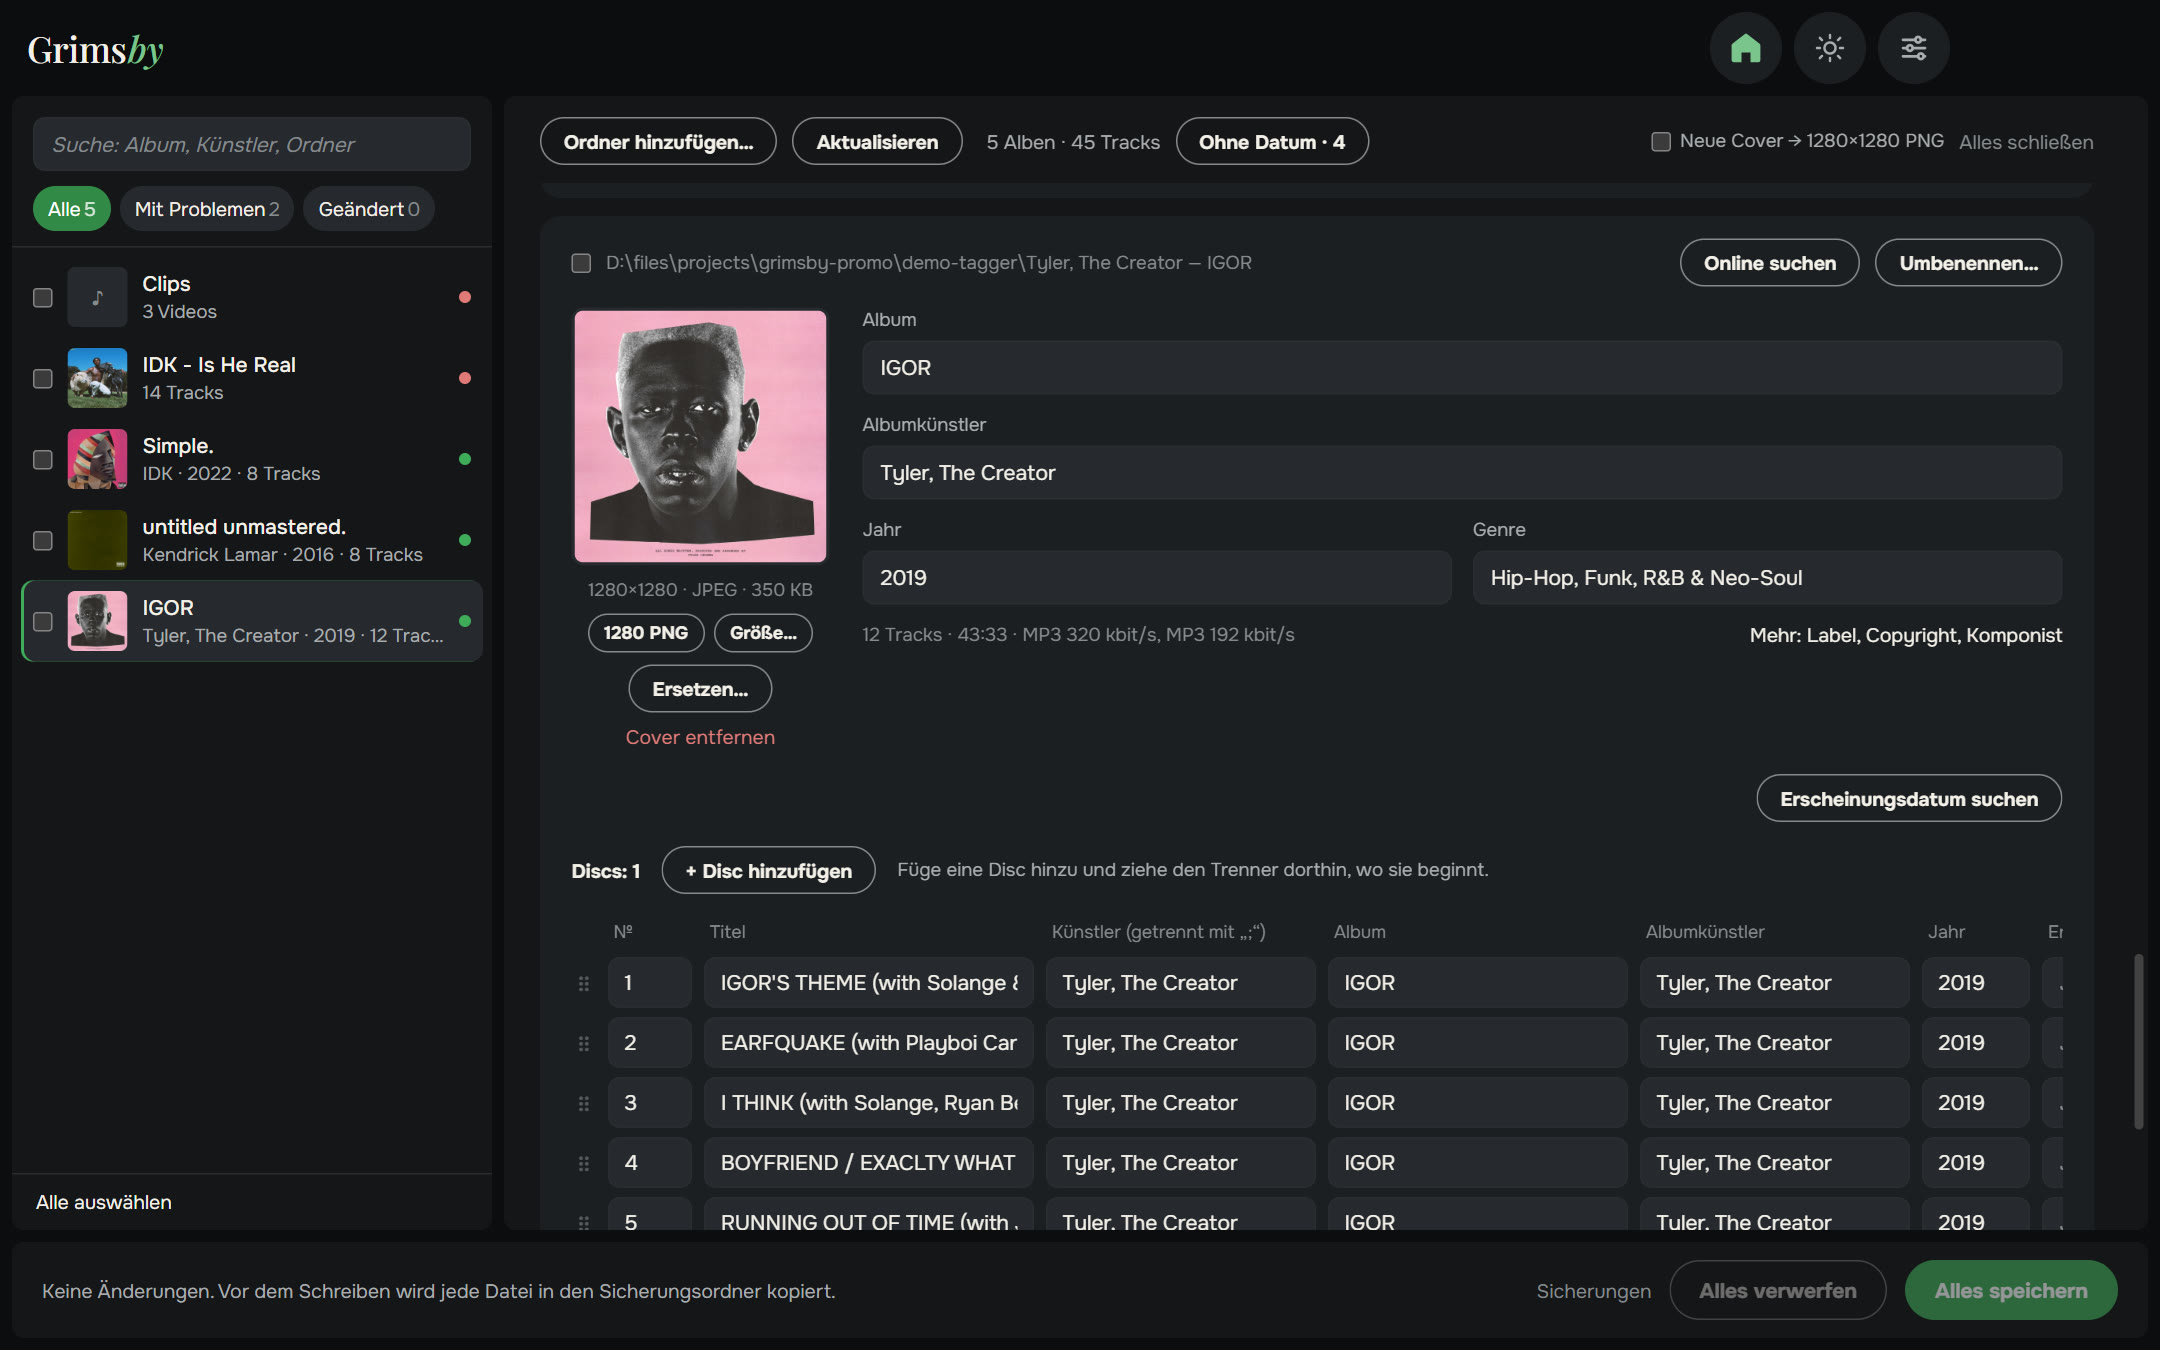 Grimsby
Suche: Album, Künstler, Ordner
Alle 5
Mit Problemen 2
Geändert 0
Clips
3 Videos
IDK - Is He Real
14 Tracks
Simple.
IDK · 2022 · 8 Tracks
untitled unmastered.
Kendrick Lamar · 2016 · 8 Tracks
IGOR
Tyler, The Creator · 2019 · 12 Trac...
Alle auswählen
Ordner hinzufügen...
Aktualisieren
5 Alben · 45 Tracks
Ohne Datum · 4
Neue Cover → 1280×1280 PNG
Alles schließen
D:\files\projects\grimsby-promo\demo-tagger\Tyler, The Creator – IGOR
Online suchen
Umbenennen...
1280×1280 · JPEG · 350 KB
1280 PNG
Größe...
Ersetzen...
Cover entfernen
Album
IGOR
Albumkünstler
Tyler, The Creator
Jahr
Genre
2019
Hip-Hop, Funk, R&B & Neo-Soul
12 Tracks · 43:33 · MP3 320 kbit/s, MP3 192 kbit/s
Mehr: Label, Copyright, Komponist
Erscheinungsdatum suchen
Discs: 1
+ Disc hinzufügen
Füge eine Disc hinzu und ziehe den Trenner dorthin, wo sie beginnt.
Nº Titel Künstler (getrennt mit „;“) Album Albumkünstler Jahr Er
1 IGOR'S THEME (with Solange & Tyler, The Creator IGOR Tyler, The Creator 2019
2 EARFQUAKE (with Playboi Car Tyler, The Creator IGOR Tyler, The Creator 2019
3 I THINK (with Solange, Ryan Be Tyler, The Creator IGOR Tyler, The Creator 2019
4 BOYFRIEND / EXACLTY WHAT Tyler, The Creator IGOR Tyler, The Creator 2019
5 RUNNING OUT OF TIME (with Tyler, The Creator IGOR Tyler, The Creator 2019
Keine Änderungen. Vor dem Schreiben wird jede Datei in den Sicherungsordner kopiert.
Sicherungen
Alles verwerfen
Alles speichern